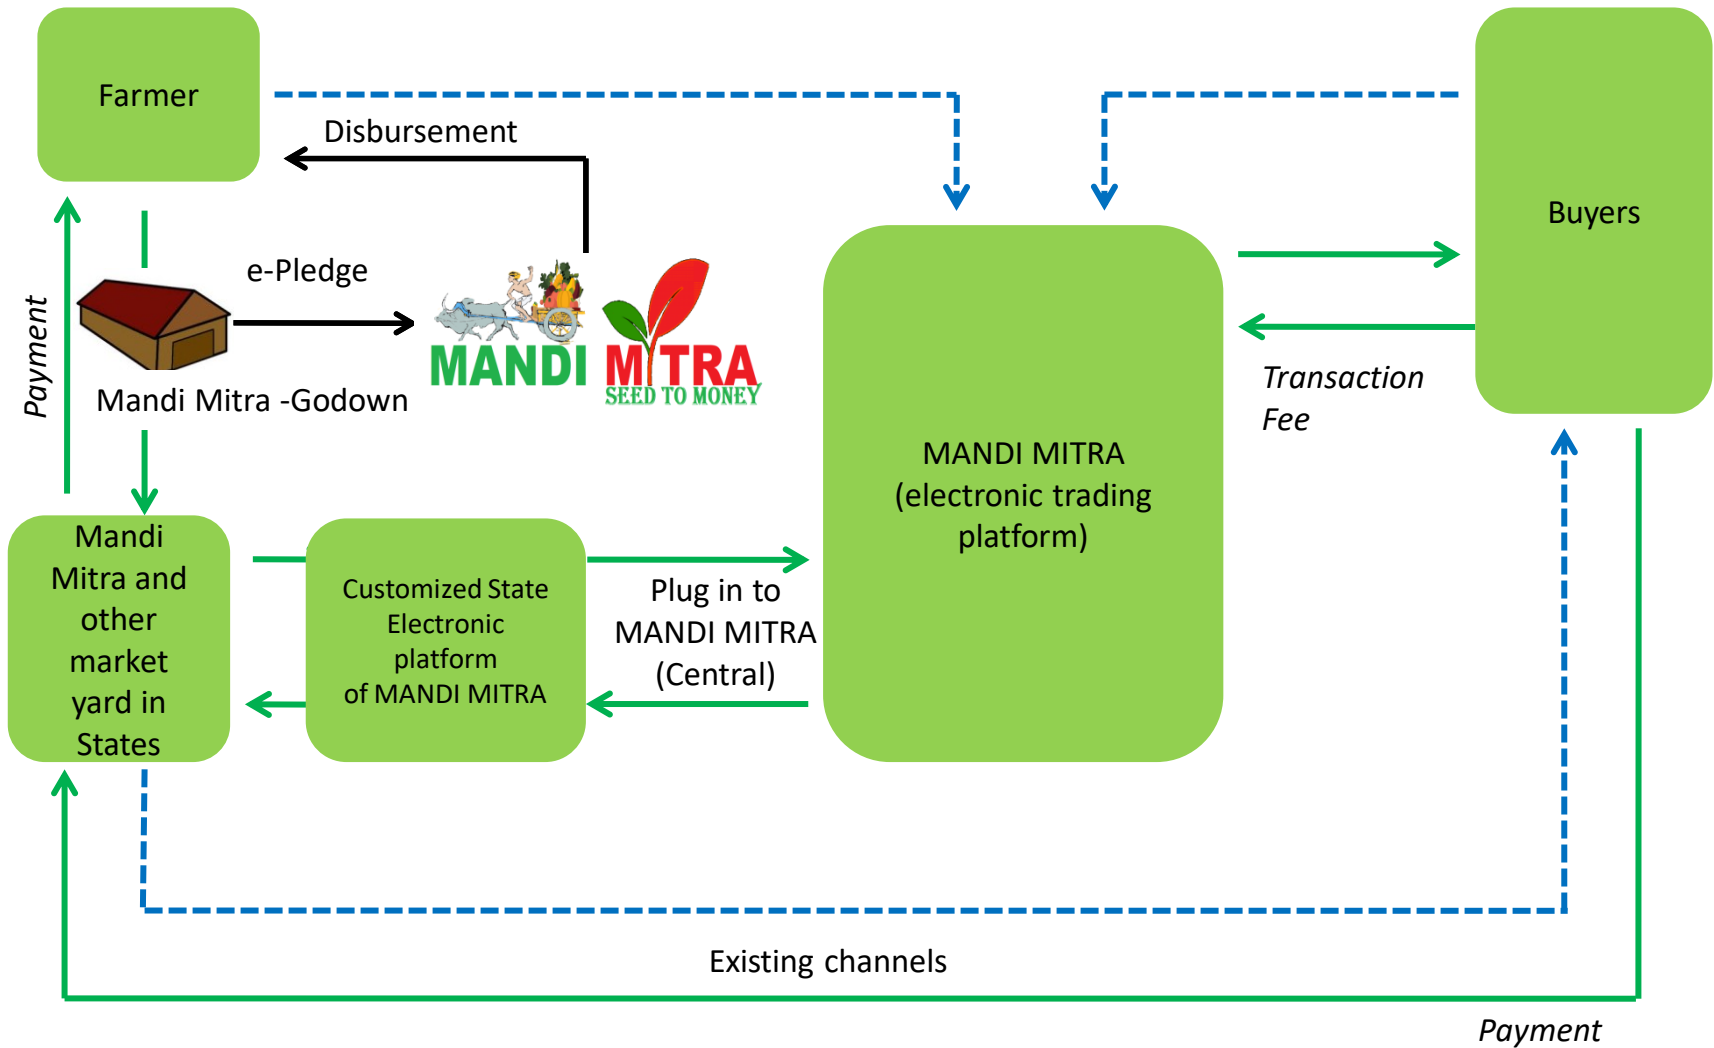 Farmer
Disbursement
Buyers
e-Pledge
Payment
MANDI MITRA
SEED TO MONEY
Mandi Mitra -Godown
Transaction
Fee
MANDI MITRA
(electronic trading
platform)
Mandi
Mitra and
other
market
yard in
States
Customized State
Electronic
platform
of MANDI MITRA
Plug in to
MANDI MITRA
(Central)
Existing channels
Payment